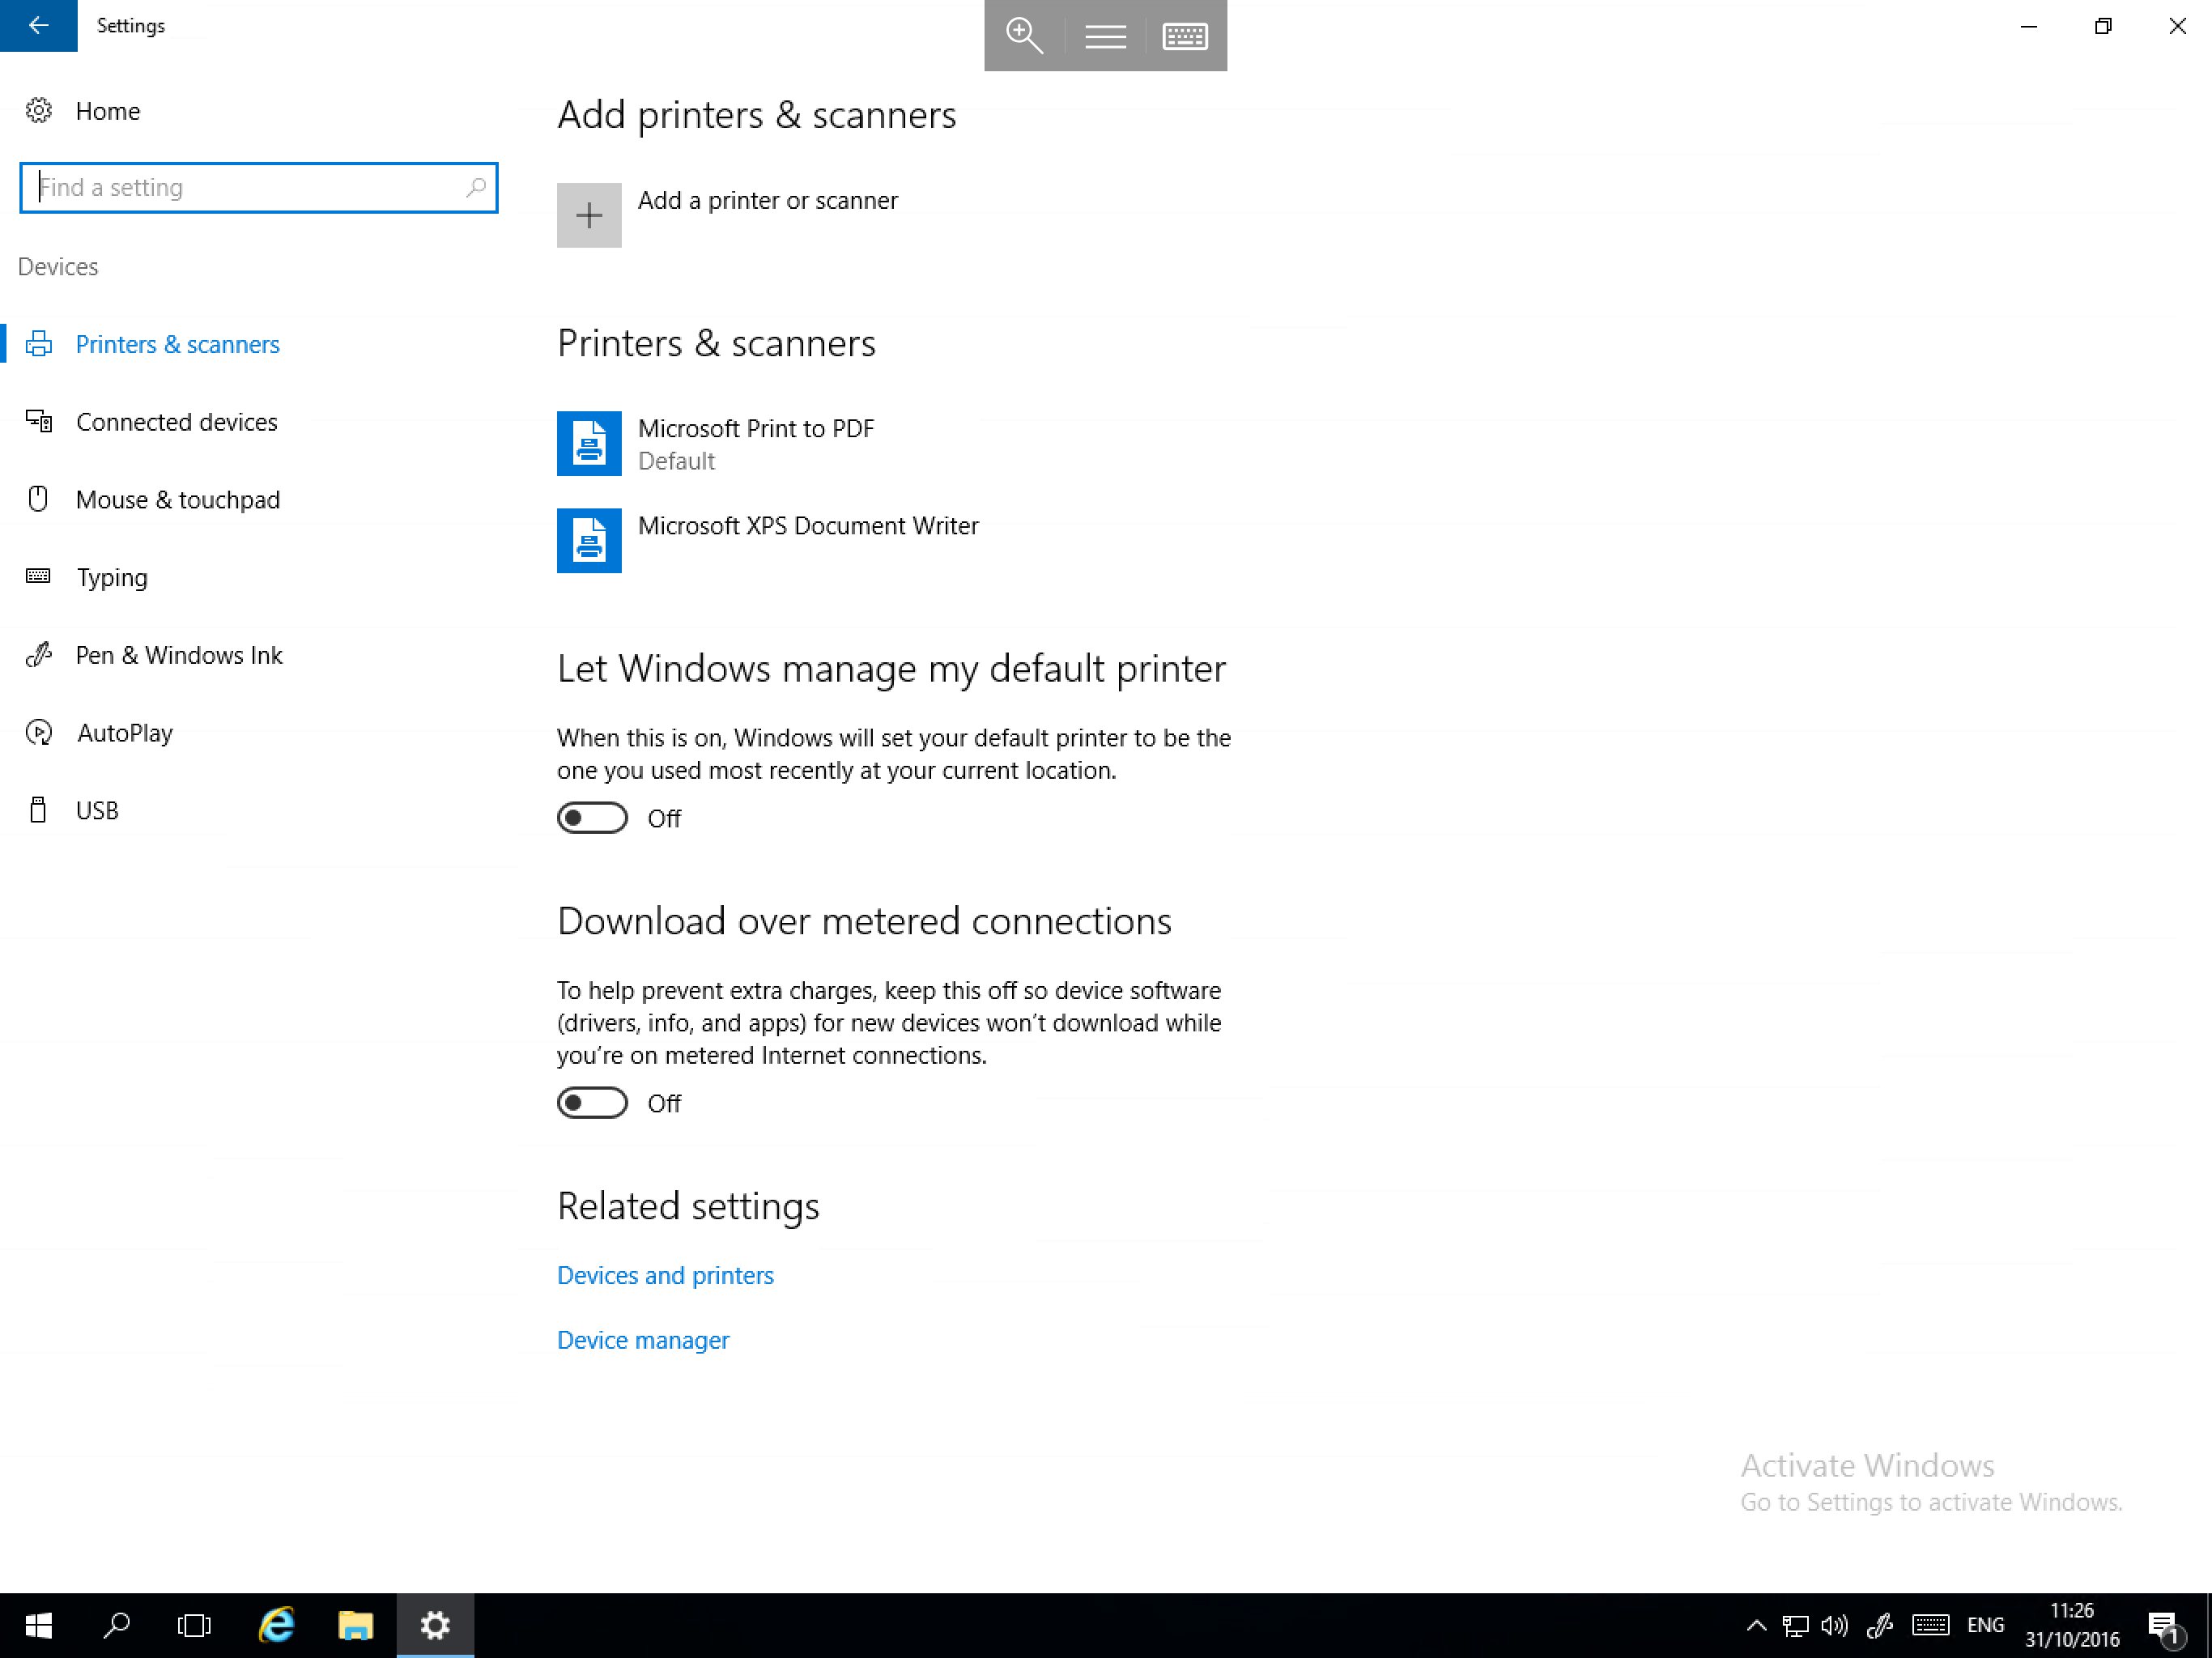 Settings
Home
Find a setting
Devices
Printers & scanners
Connected devices
Mouse & touchpad
Typing
Pen & Windows Ink
AutoPlay
USB
Add printers & scanners
Add a printer or scanner
Printers & scanners
Microsoft Print to PDF
Default
Microsoft XPS Document Writer
Let Windows manage my default printer
When this is on, Windows will set your default printer to be the
one you used most recently at your current location.
Off
Download over metered connections
To help prevent extra charges, keep this off so device software
(drivers, info, and apps) for new devices won't download while
you're on metered Internet connections.
Off
Related settings
Devices and printers
Device manager
Activate Windows
Go to Settings to activate Windows.
ENG
11:26
31/10/2016
1